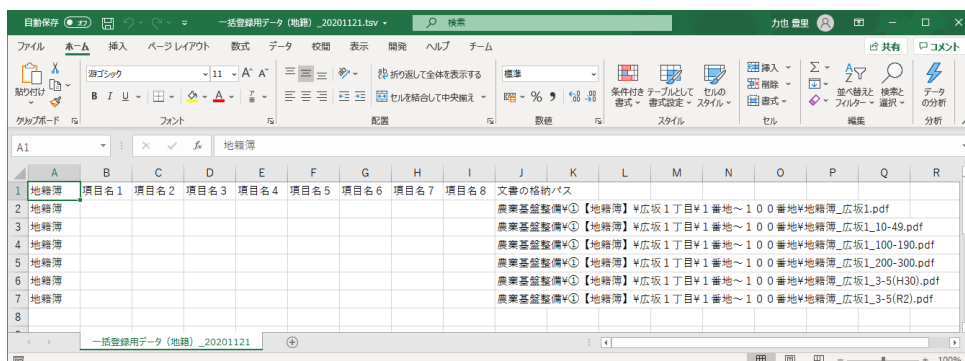 自動保存 オフ 一括登録用データ (地籍) _20201121.tsv 検索 力也 豊里
ファイル ホーム 挿入 ページ レイアウト 数式 データ 校閲 表示 開発 ヘルプ チーム 共有 コメント
游ゴシック 11 A^ A˅ 折り返して全体を表示する 標準 挿入 Σ
貼り付け B I U A セルを結合して中央揃え % 9 条件付き書式 テーブルとして書式設定 セルのスタイル 削除 書式 並べ替えとフィルター 検索と選択 データの分析
クリップボード フォント 配置 数値 スタイル セル 編集 分析
A1 fx 地籍簿
A B C D E F G H I J K L M N O P Q R
1 地籍簿 項目名1 項目名2 項目名3 項目名4 項目名5 項目名6 項目名7 項目名8 文書の格納パス
2 地籍簿 農業基盤整備¥①【地籍簿】¥広坂1丁目¥1番地~100番地¥地籍簿_広坂1.pdf
3 地籍簿 農業基盤整備¥①【地籍簿】¥広坂1丁目¥1番地~100番地¥地籍簿_広坂1_10-49.pdf
4 地籍簿 農業基盤整備¥①【地籍簿】¥広坂1丁目¥1番地~100番地¥地籍簿_広坂1_100-190.pdf
5 地籍簿 農業基盤整備¥①【地籍簿】¥広坂1丁目¥1番地~100番地¥地籍簿_広坂1_200-300.pdf
6 地籍簿 農業基盤整備¥①【地籍簿】¥広坂1丁目¥1番地~100番地¥地籍簿_広坂1_3-5(H30).pdf
7 地籍簿 農業基盤整備¥①【地籍簿】¥広坂1丁目¥1番地~100番地¥地籍簿_広坂1_3-5(R2).pdf
8
一括登録用データ (地籍) _20201121
100%